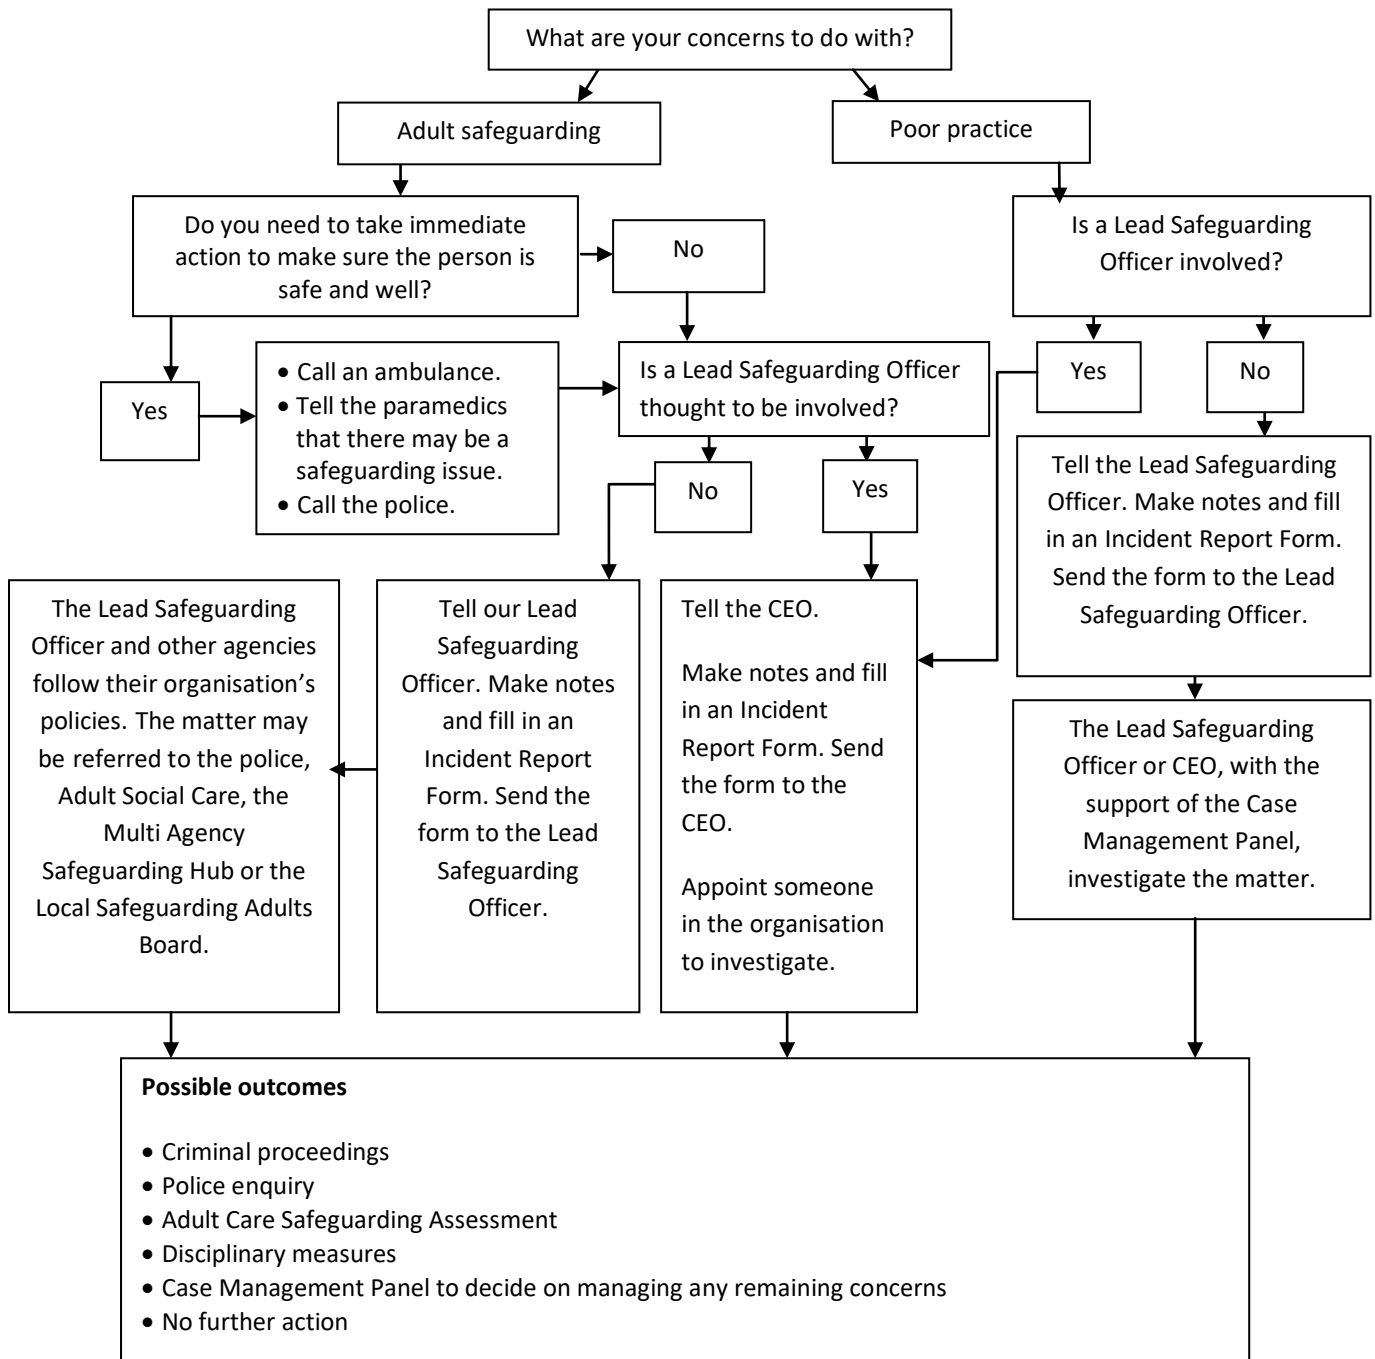 What are your concerns to do with?
Adult safeguarding
Poor practice
Do you need to take immediate
action to make sure the person is
safe and well?
No
Is a Lead Safeguarding
Officer involved?
Yes
• Call an ambulance.
• Tell the paramedics
that there may be a
safeguarding issue.
• Call the police.
Is a Lead Safeguarding Officer
thought to be involved?
Yes
No
No
Yes
Tell the Lead Safeguarding
Officer. Make notes and fill
in an Incident Report Form.
Send the form to the Lead
Safeguarding Officer.
The Lead Safeguarding
Officer and other agencies
follow their organisation’s
policies. The matter may
be referred to the police,
Adult Social Care, the
Multi Agency
Safeguarding Hub or the
Local Safeguarding Adults
Board.
Tell our Lead
Safeguarding
Officer. Make notes
and fill in an
Incident Report
Form. Send the
form to the Lead
Safeguarding
Officer.
Tell the CEO.
Make notes and fill
in an Incident
Report Form. Send
the form to the
CEO.
Appoint someone
in the organisation
to investigate.
The Lead Safeguarding
Officer or CEO, with the
support of the Case
Management Panel,
investigate the matter.
Possible outcomes
• Criminal proceedings
• Police enquiry
• Adult Care Safeguarding Assessment
• Disciplinary measures
• Case Management Panel to decide on managing any remaining concerns
• No further action